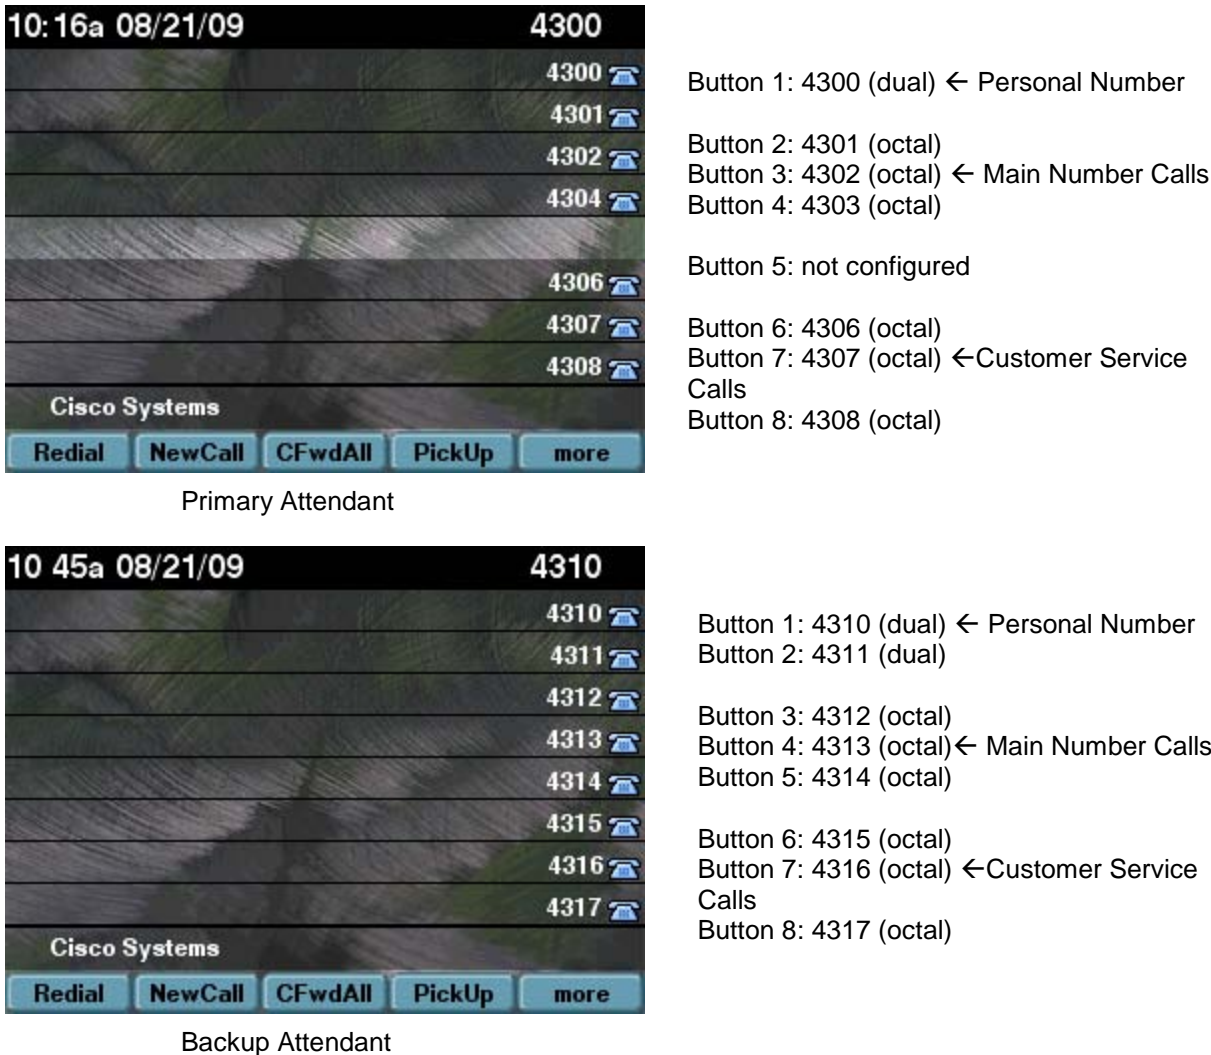 10:16a 08/21/09 4300
4300
4301
4302
4304
4306
4307
4308
Cisco Systems
Redial NewCall CFwdAll PickUp more
Primary Attendant
Button 1: 4300 (dual) ← Personal Number
Button 2: 4301 (octal)
Button 3: 4302 (octal) ← Main Number Calls
Button 4: 4303 (octal)
Button 5: not configured
Button 6: 4306 (octal)
Button 7: 4307 (octal) ←Customer Service
Calls
Button 8: 4308 (octal)
10 45a 08/21/09 4310
4310
4311
4312
4313
4314
4315
4316
4317
Cisco Systems
Redial NewCall CFwdAll PickUp more
Backup Attendant
Button 1: 4310 (dual) ← Personal Number
Button 2: 4311 (dual)
Button 3: 4312 (octal)
Button 4: 4313 (octal)← Main Number Calls
Button 5: 4314 (octal)
Button 6: 4315 (octal)
Button 7: 4316 (octal) ←Customer Service
Calls
Button 8: 4317 (octal)